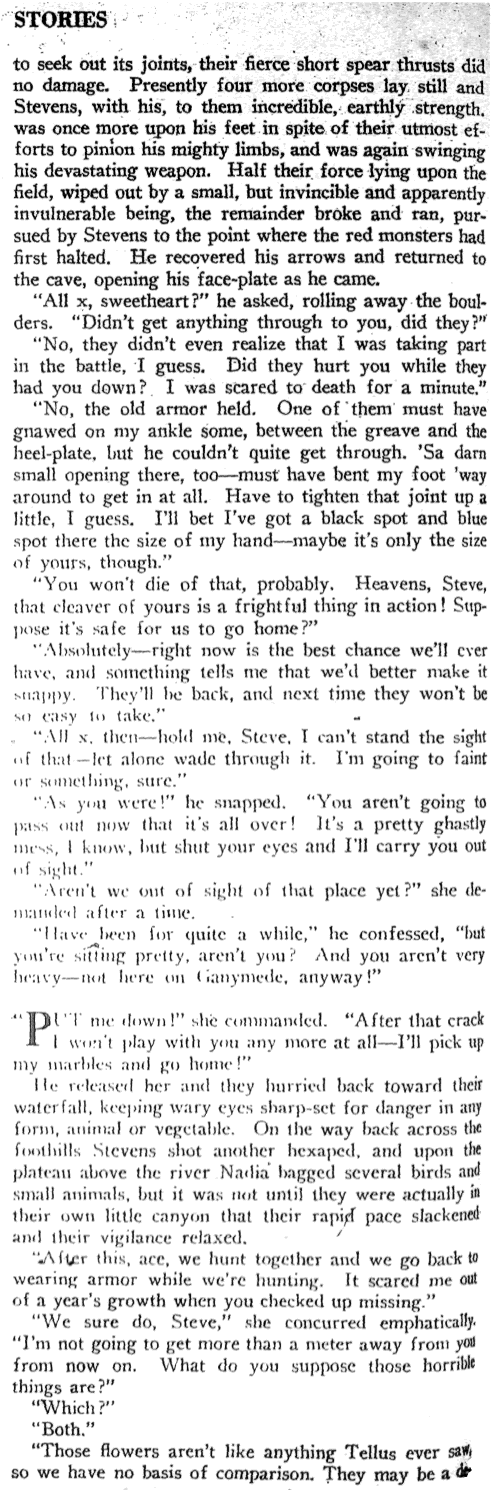 STORIES
to seek out its joints, their fierce short spear thrusts did
no damage. Presently four more corpses lay still and
Stevens, with his, to them incredible, earthly strength,
was once more upon his feet in spite of their utmost ef-
forts to pinion his mighty limbs, and was again swinging
his devastating weapon. Half their force lying upon the
field, wiped out by a small, but invincible and apparently
invulnerable being, the remainder broke and ran, pur-
sued by Stevens to the point where the red monsters had
first halted. He recovered his arrows and returned to
the cave, opening his face-plate as he came.
"All x, sweetheart?" he asked, rolling away the boul-
ders. "Didn't get anything through to you, did they?"
"No, they didn't even realize that I was taking part
in the battle, I guess. Did they hurt you while they
had you down? I was scared to death for a minute."
"No, the old armor held. One of them must have
gnawed on my ankle some, between the greave and the
heel-plate, but he couldn't quite get through. 'Sa darn
small opening there, too—must have bent my foot 'way
around to get in at all. Have to tighten that joint up a
little, I guess. I'll bet I've got a black spot and blue
spot there the size of my hand—maybe it's only the size
of yours, though."
"You won't die of that, probably. Heavens, Steve,
that cleaver of yours is a frightful thing in action! Sup-
pose it's safe for us to go home?"
"Absolutely—right now is the best chance we'll ever
have, and something tells me that we'd better make it
snappy. They'll be back, and next time they won't be
so easy to take."
"All x, then—hold me, Steve, I can't stand the sight
of that—let alone wade through it. I'm going to faint
or something, sure."
"As you were!" he snapped. "You aren't going to
pass out now that it's all over! It's a pretty ghastly
mess, I know, but shut your eyes and I'll carry you out
of sight."
"Aren't we out of sight of that place yet?" she de-
manded after a time.
"Have been for quite a while," he confessed, "but
you're sitting pretty, aren't you? And you aren't very
heavy—not here on Ganymede, anyway!"
"PUT me down!" she commanded. "After that crack
I won't play with you any more at all—I'll pick up
my marbles and go home!"
He released her and they hurried back toward their
waterfall, keeping wary eyes sharp-set for danger in any
form, animal or vegetable. On the way back across the
foothills Stevens shot another hexaped, and upon the
plateau above the river Nadia bagged several birds and
small animals, but it was not until they were actually in
their own little canyon that their rapid pace slackened
and their vigilance relaxed.
"After this, ace, we hunt together and we go back to
wearing armor while we're hunting. It scared me out
of a year's growth when you checked up missing."
"We sure do, Steve," she concurred emphatically.
"I'm not going to get more than a meter away from you
from now on. What do you suppose those horrible
things are?"
"Which?"
"Both."
"Those flowers aren't like anything Tellus ever saw,
so we have no basis of comparison. They may be a de